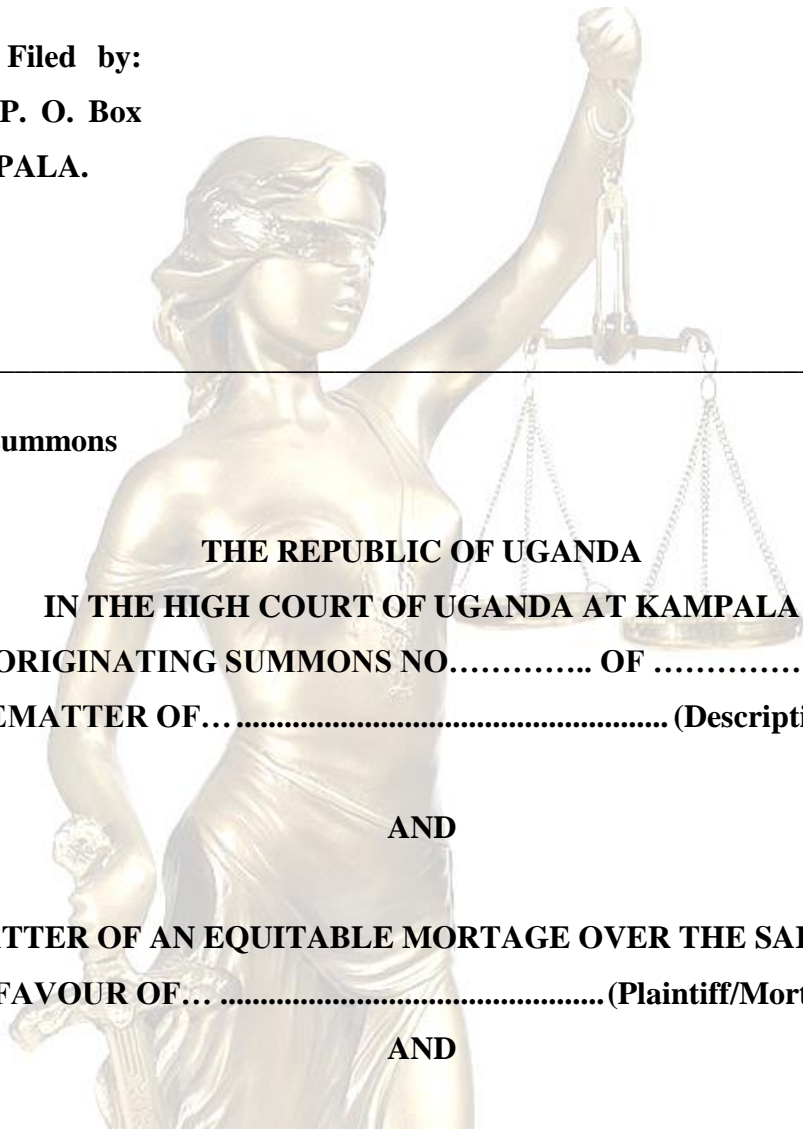 Filed by:
P. O. Box
PALA.
ummons
THE REPUBLIC OF UGANDA
IN THE HIGH COURT OF UGANDA AT KAMPALA
ORIGINATING SUMMONS NO………….. OF ……………
EMATTER OF… ................................................................... (Descripti
AND
TTER OF AN EQUITABLE MORTAGE OVER THE SAI
FAVOUR OF… ............................................................ (Plaintiff/Mort
AND